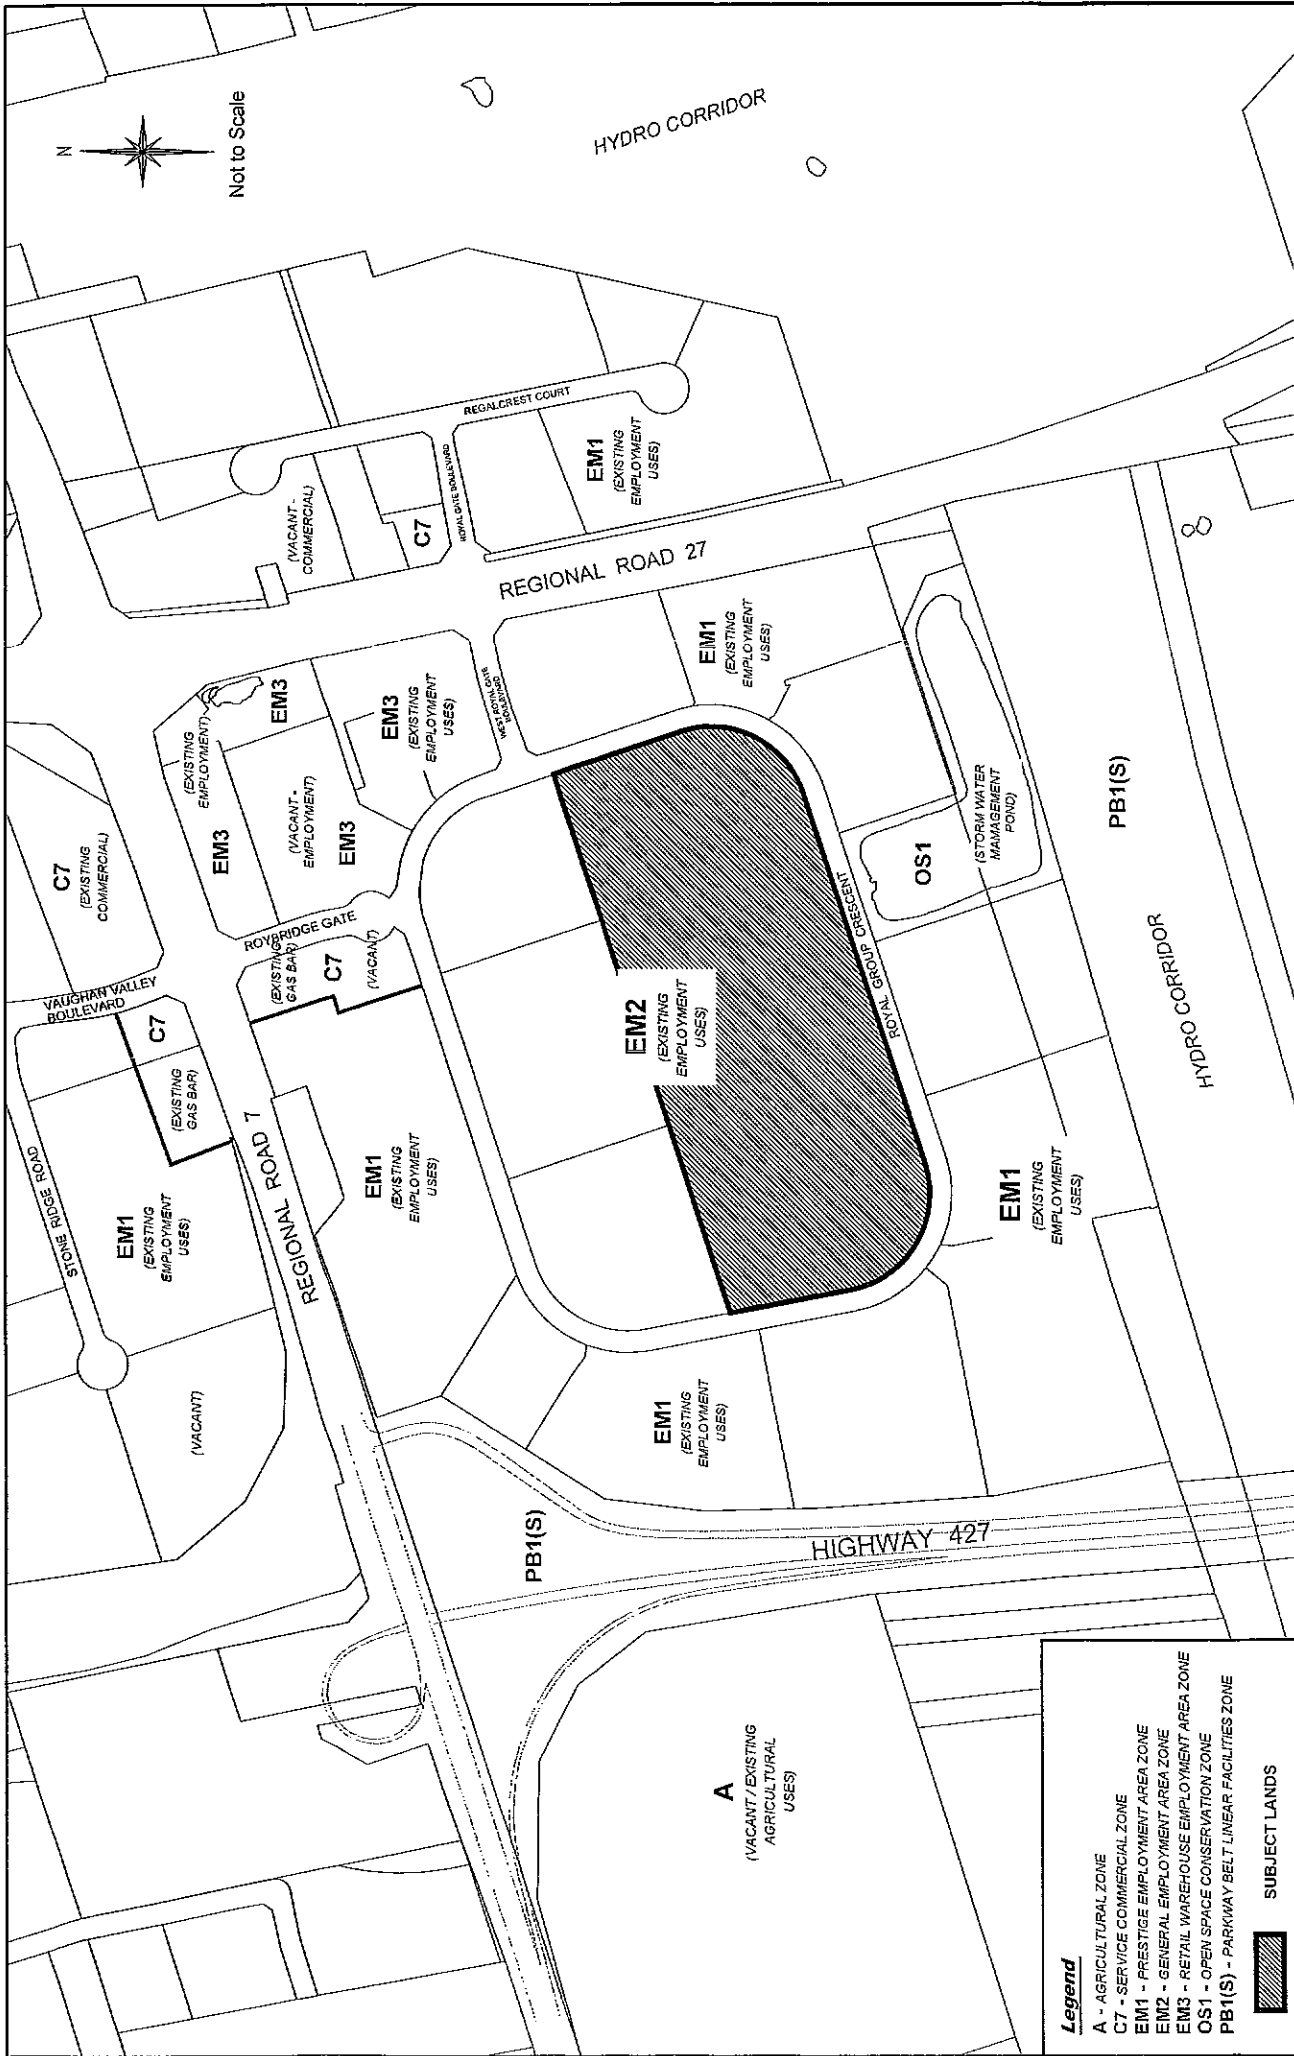 N
Not to Scale
HYDRO CORRIDOR
REGALCREST COURT
ROYAL GATE BOULEVARD
EM1
(EXISTING
EMPLOYMENT
USES)
(VACANT -
COMMERCIAL)
C7
REGIONAL ROAD 27
EM1
(EXISTING
EMPLOYMENT
USES)
WEST ROYAL GATE
BOULEVARD
EM3
(EXISTING
EMPLOYMENT
USES)
EM3
(EXISTING
EMPLOYMENT)
EM3
(VACANT -
EMPLOYMENT)
EM3
C7
(EXISTING
COMMERCIAL)
ROYBRIDGE GATE
VAUGHAN VALLEY
BOULEVARD
(EXISTING
GAS BAR)
C7
(VACANT)
C7
(EXISTING
GAS BAR)
STONE RIDGE ROAD
EM1
(EXISTING
EMPLOYMENT
USES)
(VACANT)
REGIONAL ROAD 7
EM1
(EXISTING
EMPLOYMENT
USES)
EM2
(EXISTING
EMPLOYMENT
USES)
ROYAL GROUP CRESCENT
OS1
(STORM WATER
MAMAGEMENT
POND)
PB1(S)
HYDRO CORRIDOR
EM1
(EXISTING
EMPLOYMENT
USES)
EM1
(EXISTING
EMPLOYMENT
USES)
PB1(S)
HIGHWAY 427
A
(VACANT / EXISTING
AGRICULTURAL
USES)
Legend
A - AGRICULTURAL ZONE
C7 - SERVICE COMMERCIAL ZONE
EM1 - PRESTIGE EMPLOYMENT AREA ZONE
EM2 - GENERAL EMPLOYMENT AREA ZONE
EM3 - RETAIL WAREHOUSE EMPLOYMENT AREA ZONE
OS1 - OPEN SPACE CONSERVATION ZONE
PB1(S) - PARKWAY BELT LINEAR FACILITIES ZONE
SUBJECT LANDS